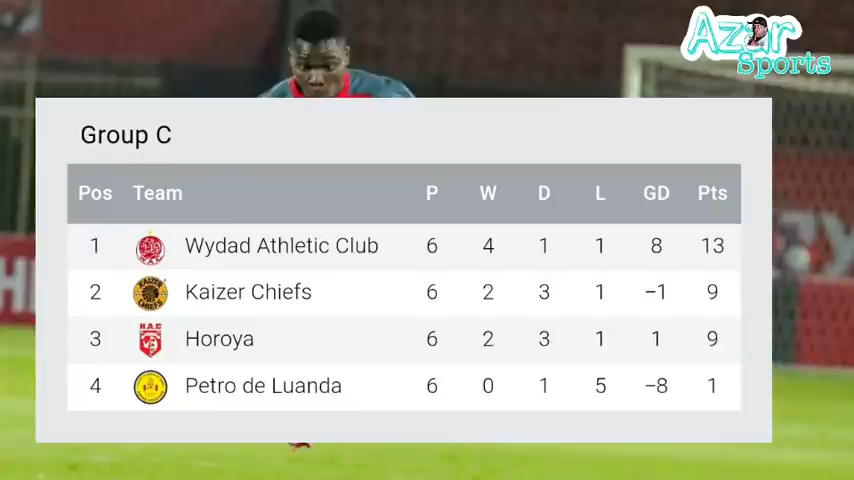 Azar
Sports
Group C
Pos Team P W D L GD Pts
1 Wydad Athletic Club 6 4 1 1 8 13
2 KAIZER CHIEFS Kaizer Chiefs 6 2 3 1 −1 9
3 H.A.C Horoya 6 2 3 1 1 9
4 Petro de Luanda 6 0 1 5 −8 1